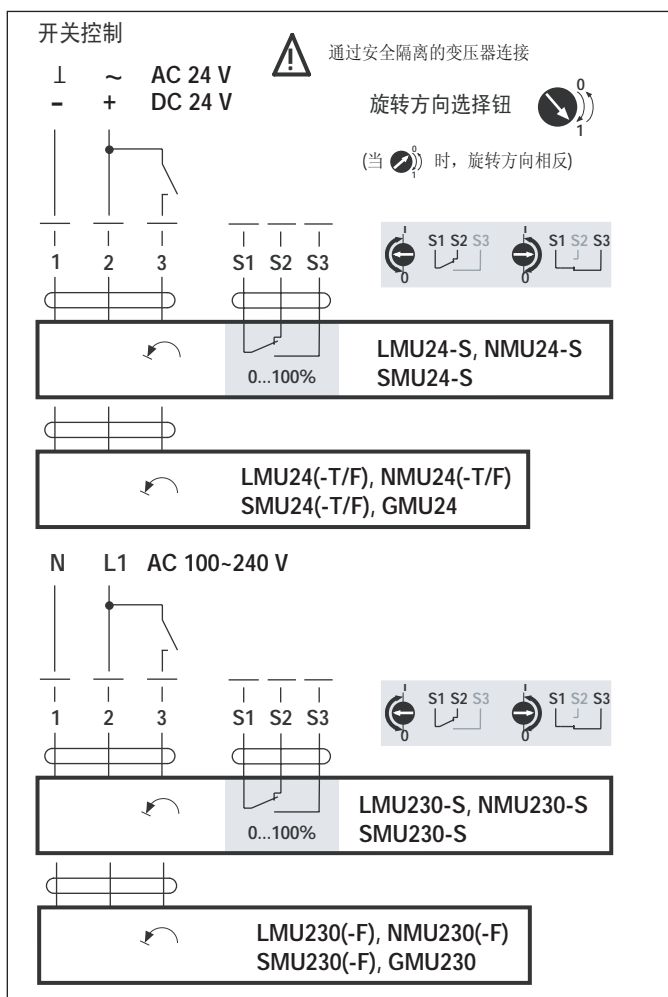 开关控制
通过安全隔离的变压器连接
⊥ ~ AC 24 V
- + DC 24 V
旋转方向选择钮
0
1
(当 0 1 时，旋转方向相反)
1 2 3 S1 S2 S3
1 S1 S2 S3 1 S1 S2 S3
0 0
0...100%
LMU24-S, NMU24-S
SMU24-S
LMU24(-T/F), NMU24(-T/F)
SMU24(-T/F), GMU24
N L1 AC 100~240 V
1 2 3 S1 S2 S3
1 S1 S2 S3 1 S1 S2 S3
0 0
0...100%
LMU230-S, NMU230-S
SMU230-S
LMU230(-F), NMU230(-F)
SMU230(-F), GMU230